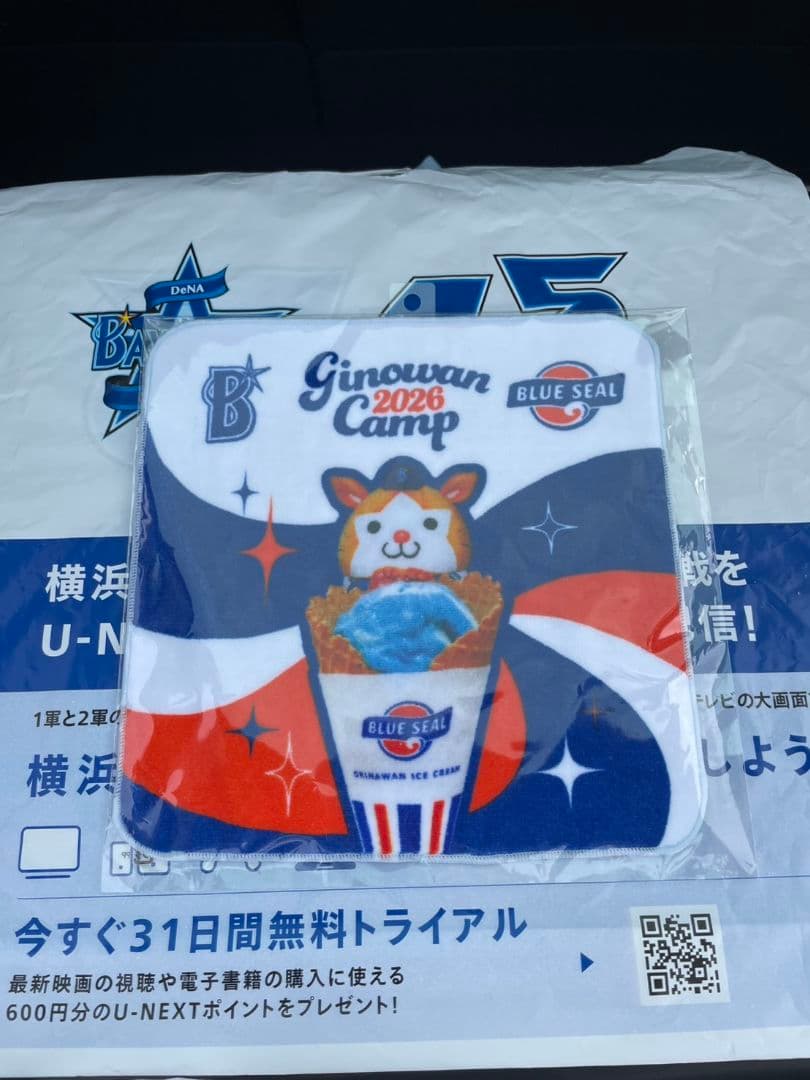 DeNA
BA
45
B
Ginowan
2026
Camp
BLUE SEAL
横浜
戦を
U-N
信!
BLUE SEAL
OKINAWAN ICE CREAM
1軍と2軍の
テレビの大画面
横浜
しよう
今すぐ31日間無料トライアル
最新映画の視聴や電子書籍の購入に使える
600円分のU-NEXTポイントをプレゼント!